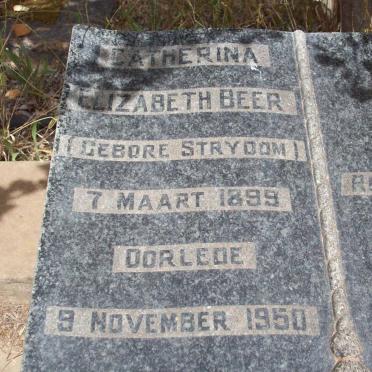 CATHERINA
ELIZABETH BEER
(GEBORE STRYDOM)
7 MAART 1899
OORLEDE
9 NOVEMBER 1950